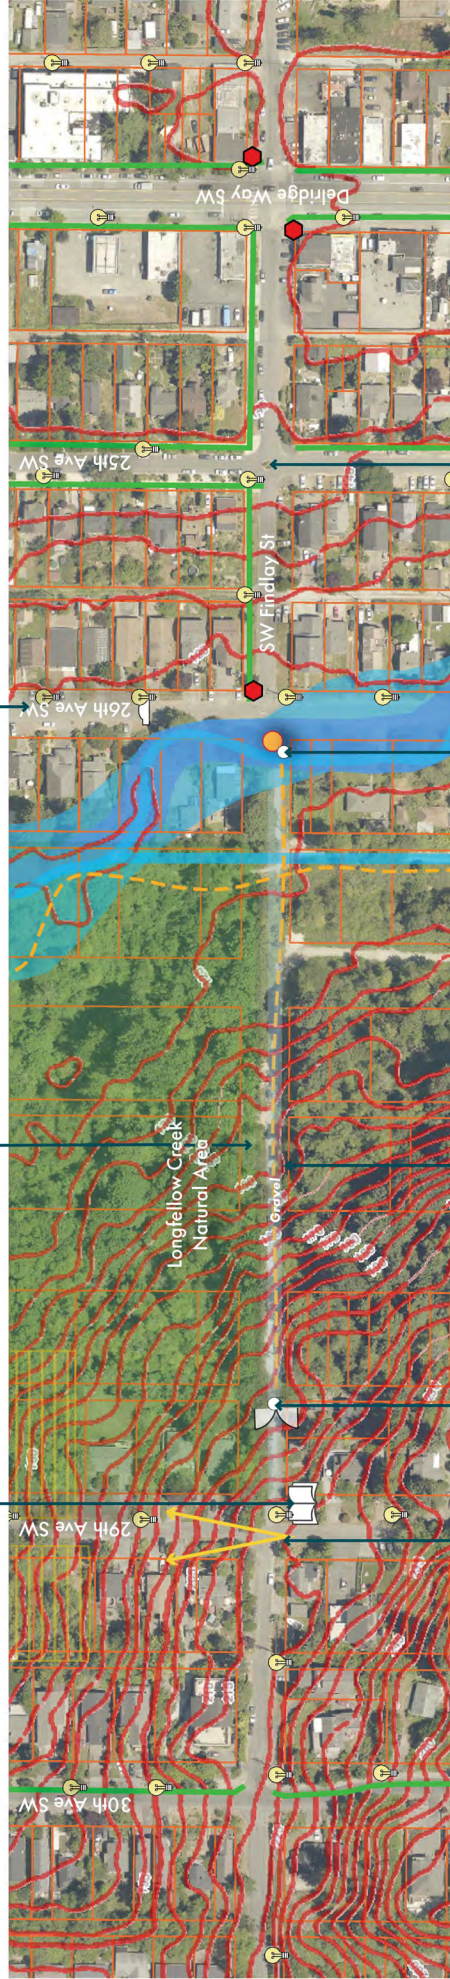 Delridge Way SW
25th Ave SW
SW Findlay St
26th Ave SW
Longfellow Creek
Natural Area
Gravel
29th Ave SW
30th Ave SW